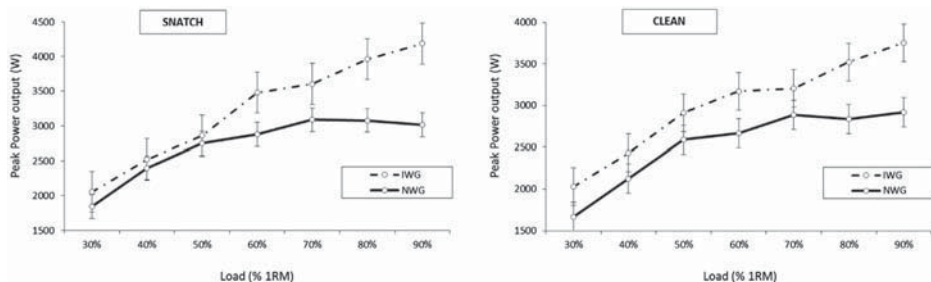 SNATCH
Peak Power output (W)
4500
4000
3500
3000
2500
2000
1500
IWG
NWG
30% 40% 50% 60% 70% 80% 90%
Load (% 1RM)
CLEAN
Peak Power output (W)
4000
3500
3000
2500
2000
1500
IWG
NWG
30% 40% 50% 60% 70% 80% 90%
Load (% 1RM)